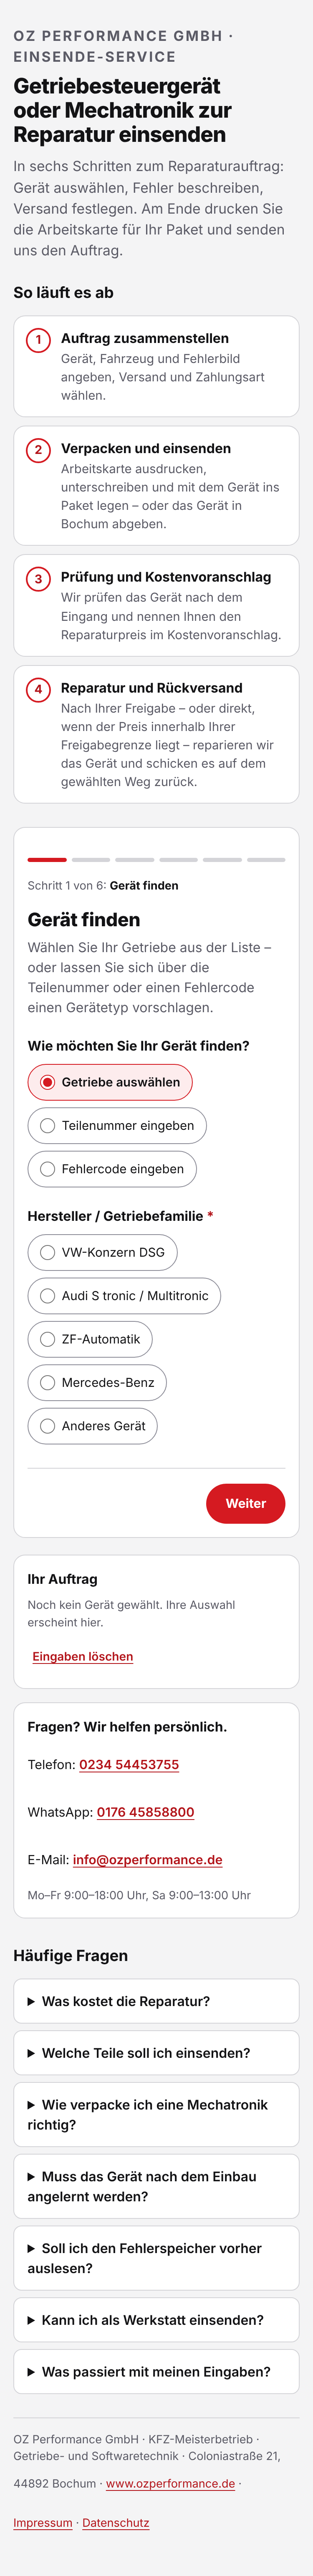 OZ PERFORMANCE GMBH ·
EINSENDE-SERVICE
Getriebesteuergerät
oder Mechatronik zur
Reparatur einsenden
In sechs Schritten zum Reparaturauftrag:
Gerät auswählen, Fehler beschreiben,
Versand festlegen. Am Ende drucken Sie
die Arbeitskarte für Ihr Paket und senden
uns den Auftrag.
So läuft es ab
1 Auftrag zusammenstellen
Gerät, Fahrzeug und Fehlerbild
angeben, Versand und Zahlungsart
wählen.
2 Verpacken und einsenden
Arbeitskarte ausdrucken,
unterschreiben und mit dem Gerät ins
Paket legen – oder das Gerät in
Bochum abgeben.
3 Prüfung und Kostenvoranschlag
Wir prüfen das Gerät nach dem
Eingang und nennen Ihnen den
Reparaturpreis im Kostenvoranschlag.
4 Reparatur und Rückversand
Nach Ihrer Freigabe – oder direkt,
wenn der Preis innerhalb Ihrer
Freigabegrenze liegt – reparieren wir
das Gerät und schicken es auf dem
gewählten Weg zurück.
Schritt 1 von 6: Gerät finden
Gerät finden
Wählen Sie Ihr Getriebe aus der Liste –
oder lassen Sie sich über die
Teilenummer oder einen Fehlercode
einen Gerätetyp vorschlagen.
Wie möchten Sie Ihr Gerät finden?
Getriebe auswählen
Teilenummer eingeben
Fehlercode eingeben
Hersteller / Getriebefamilie *
VW-Konzern DSG
Audi S tronic / Multitronic
ZF-Automatik
Mercedes-Benz
Anderes Gerät
Weiter
Ihr Auftrag
Noch kein Gerät gewählt. Ihre Auswahl
erscheint hier.
Eingaben löschen
Fragen? Wir helfen persönlich.
Telefon: 0234 54453755
WhatsApp: 0176 45858800
E-Mail: info@ozperformance.de
Mo–Fr 9:00–18:00 Uhr, Sa 9:00–13:00 Uhr
Häufige Fragen
Was kostet die Reparatur?
Welche Teile soll ich einsenden?
Wie verpacke ich eine Mechatronik
richtig?
Muss das Gerät nach dem Einbau
angelernt werden?
Soll ich den Fehlerspeicher vorher
auslesen?
Kann ich als Werkstatt einsenden?
Was passiert mit meinen Eingaben?
OZ Performance GmbH · KFZ-Meisterbetrieb ·
Getriebe- und Softwaretechnik · Coloniastraße 21,
44892 Bochum · www.ozperformance.de ·
Impressum · Datenschutz